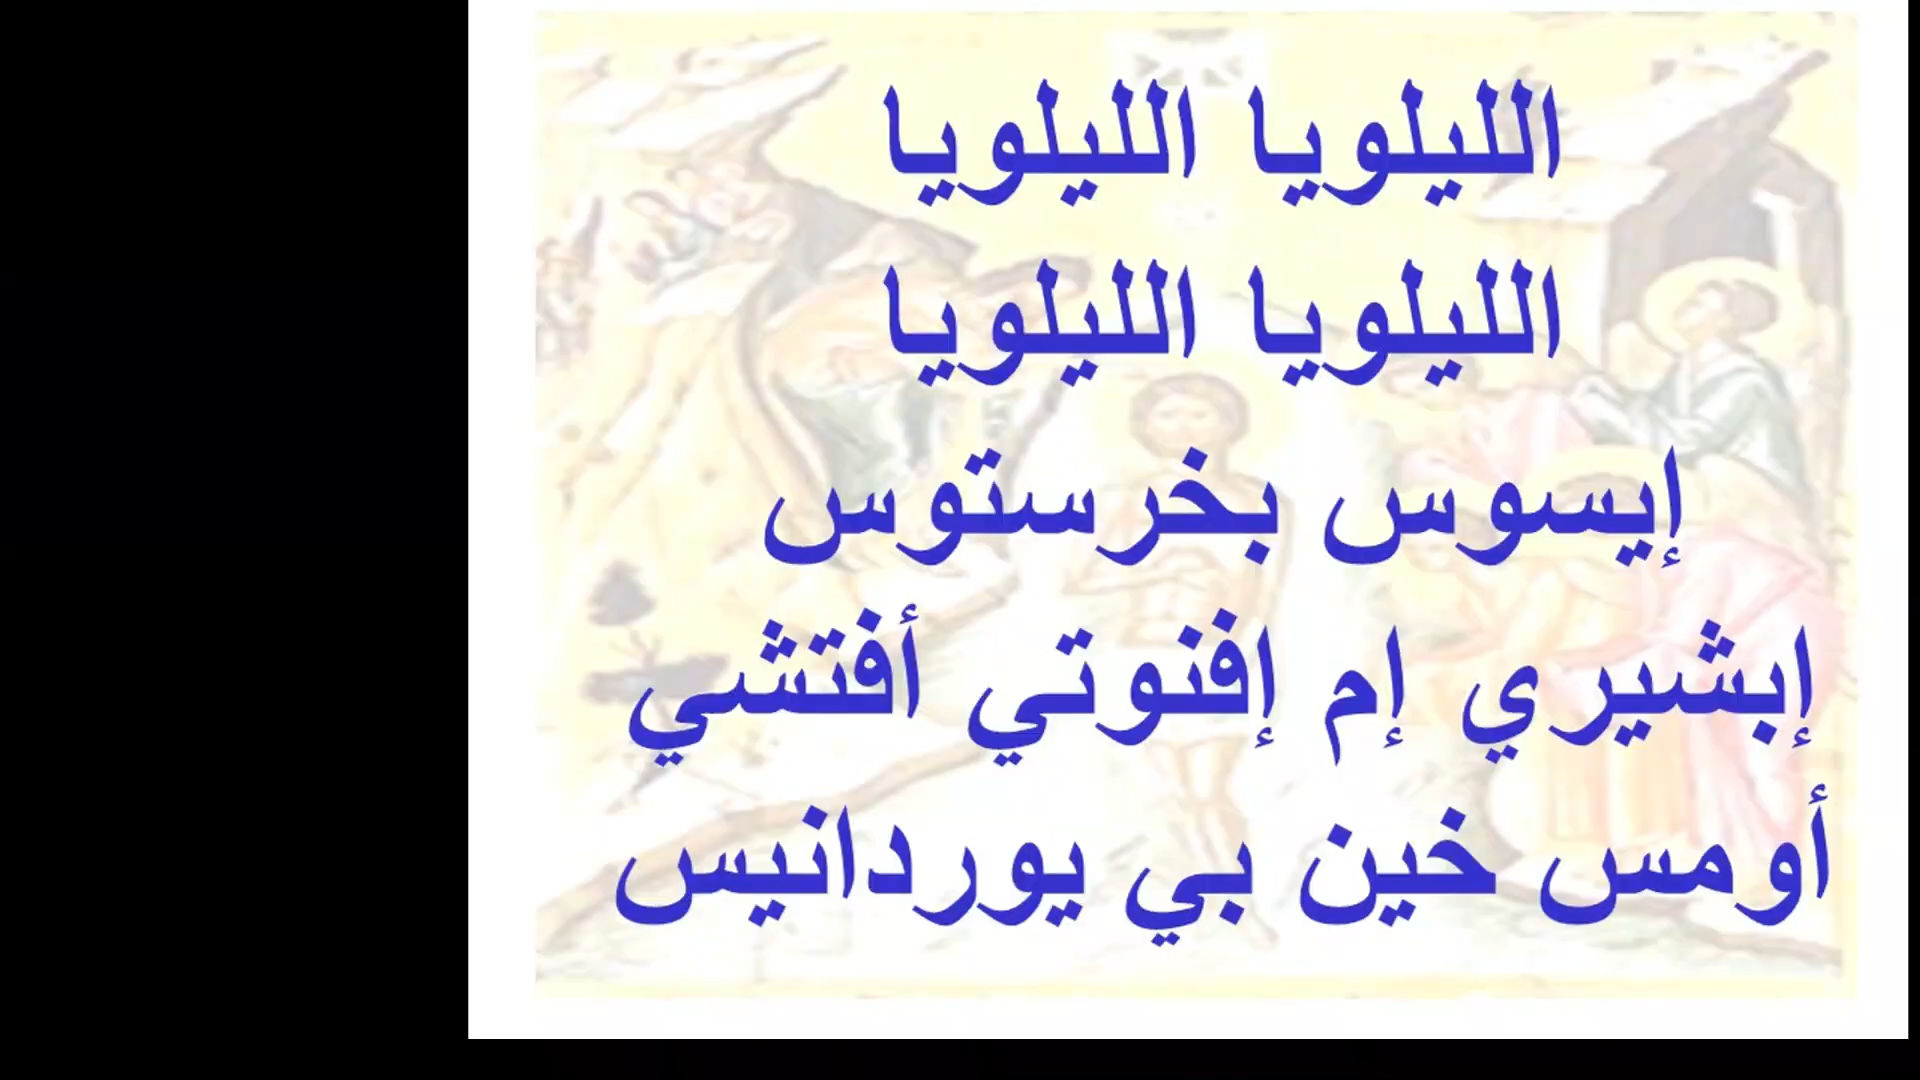 الليلويا الليلويا
الليلويا الليلويا
إيسوس بخرستوس
إبشيري إم إفنوتي أفتشي
أومس خين بي يوردانيس